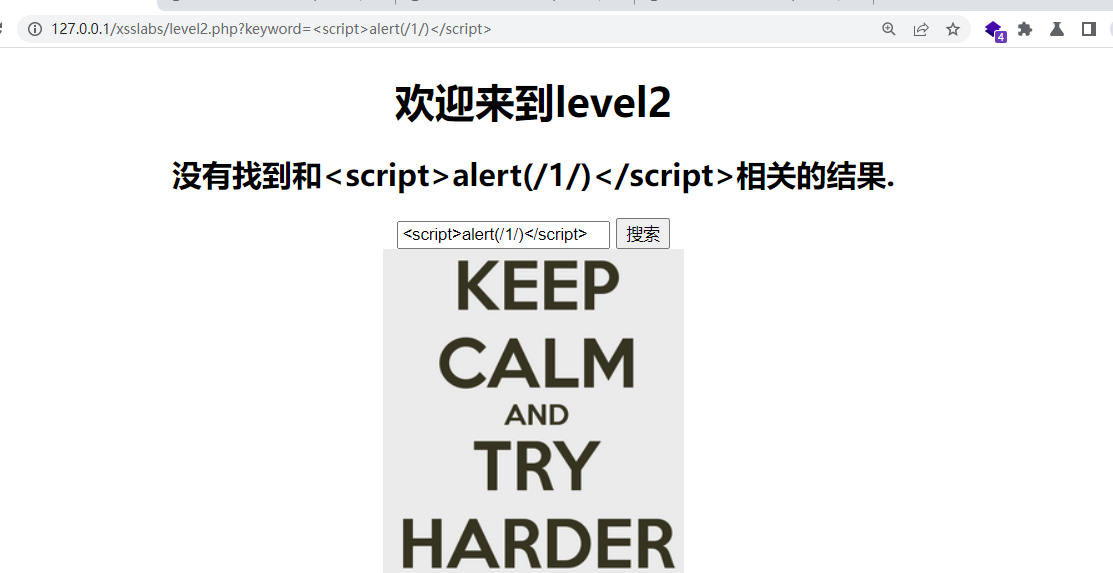 127.0.0.1/xsslabs/level2.php?keyword=<script>alert(/1/)</script>
4
欢迎来到level2
没有找到和<script>alert(/1/)</script>相关的结果.
<script>alert(/1/)</script> 搜索
KEEP
CALM
AND
TRY
HARDER